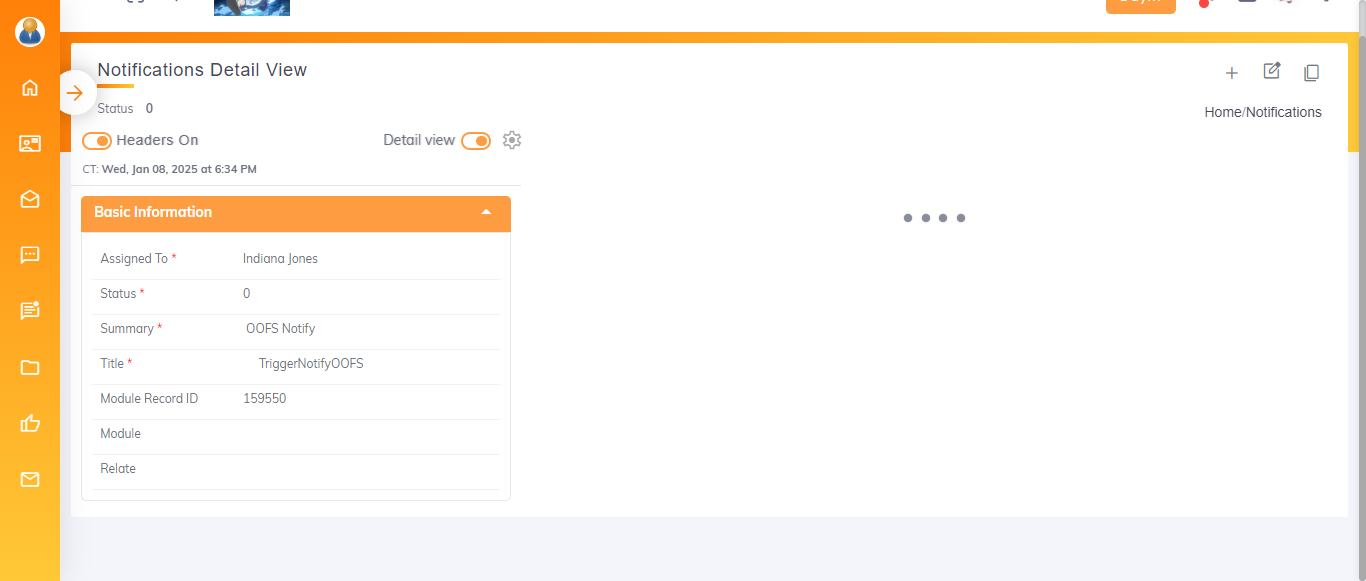 Notifications Detail View
Status 0
Home/Notifications
Headers On
Detail view
CT: Wed, Jan 08, 2025 at 6:34 PM
Basic Information
Assigned To * Indiana Jones
Status * 0
Summary * OOFS Notify
Title * TriggerNotifyOOFS
Module Record ID 159550
Module
Relate